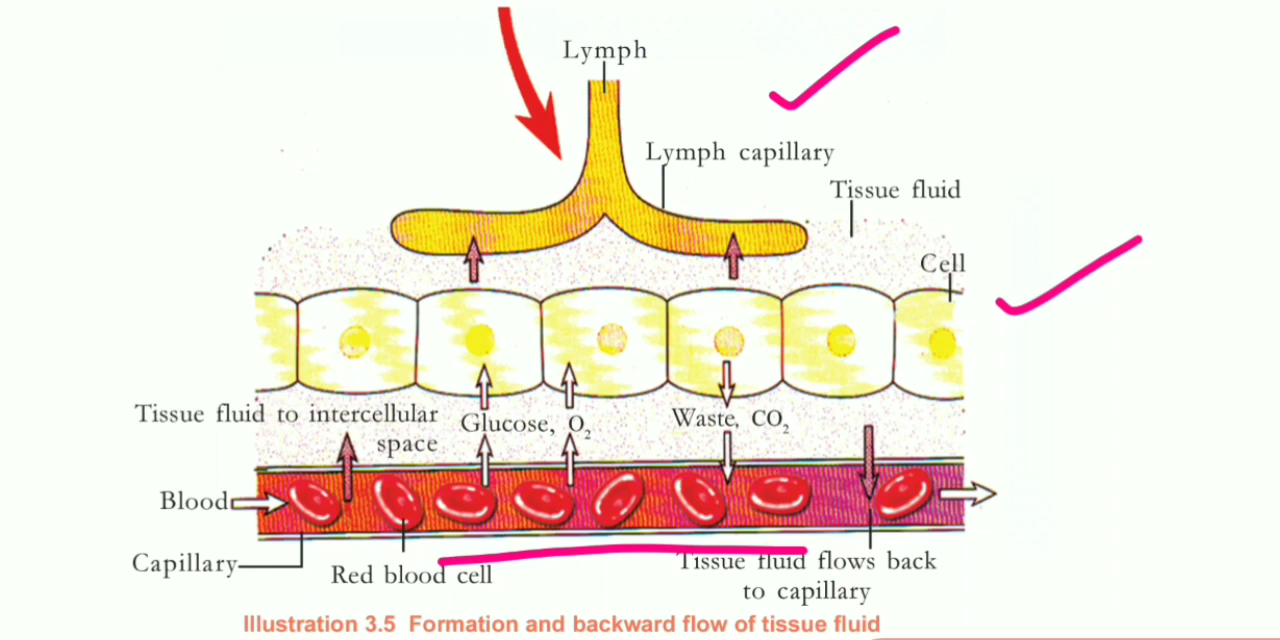 Lymph
Lymph capillary
Tissue fluid
Cell
Tissue fluid to intercellular
space
Glucose, O₂
Waste, CO₂
Blood
Capillary
Red blood cell
Tissue fluid flows back
to capillary
Illustration 3.5 Formation and backward flow of tissue fluid